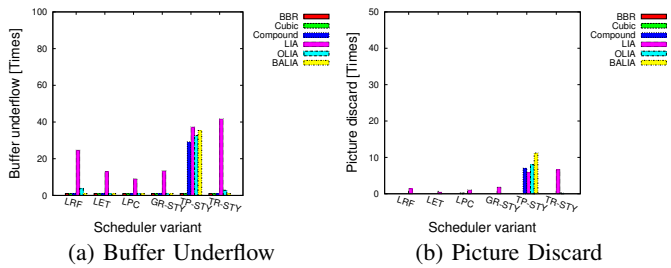 Buffer underflow [Times]
100
80
60
40
20
0
LRF LET LPC GR-STY TP-STY TR-STY
Scheduler variant
BBR
Cubic
Compound
LIA
OLIA
BALIA
(a) Buffer Underflow
Picture discard [Times]
50
40
30
20
10
0
LRF LET LPC GR-STY TP-STY TR-STY
Scheduler variant
BBR
Cubic
Compound
LIA
OLIA
BALIA
(b) Picture Discard